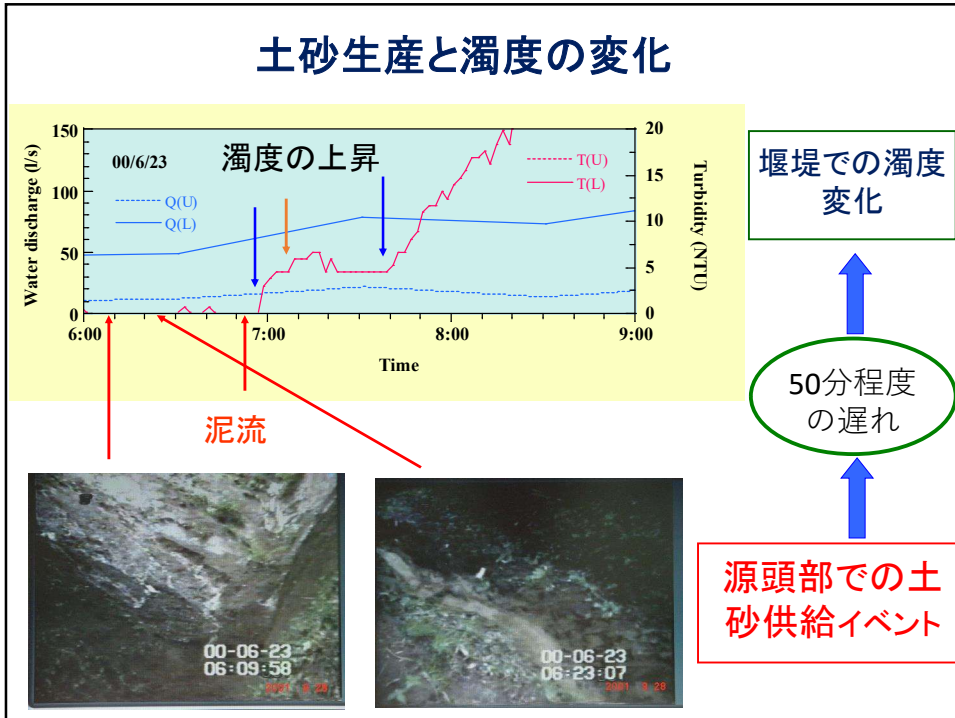 土砂生産と濁度の変化
150
100
50
0
Water discharge (l/s)
00/6/23
濁度の上昇
Q(U)
Q(L)
T(U)
T(L)
20
15
10
5
0
Turbidity (NTU)
6:00
7:00
8:00
9:00
Time
泥流
00-06-23
06:09:58
00-06-23
06:23:07
堰堤での濁度
変化
50分程度
の遅れ
源頭部での土
砂供給イベント